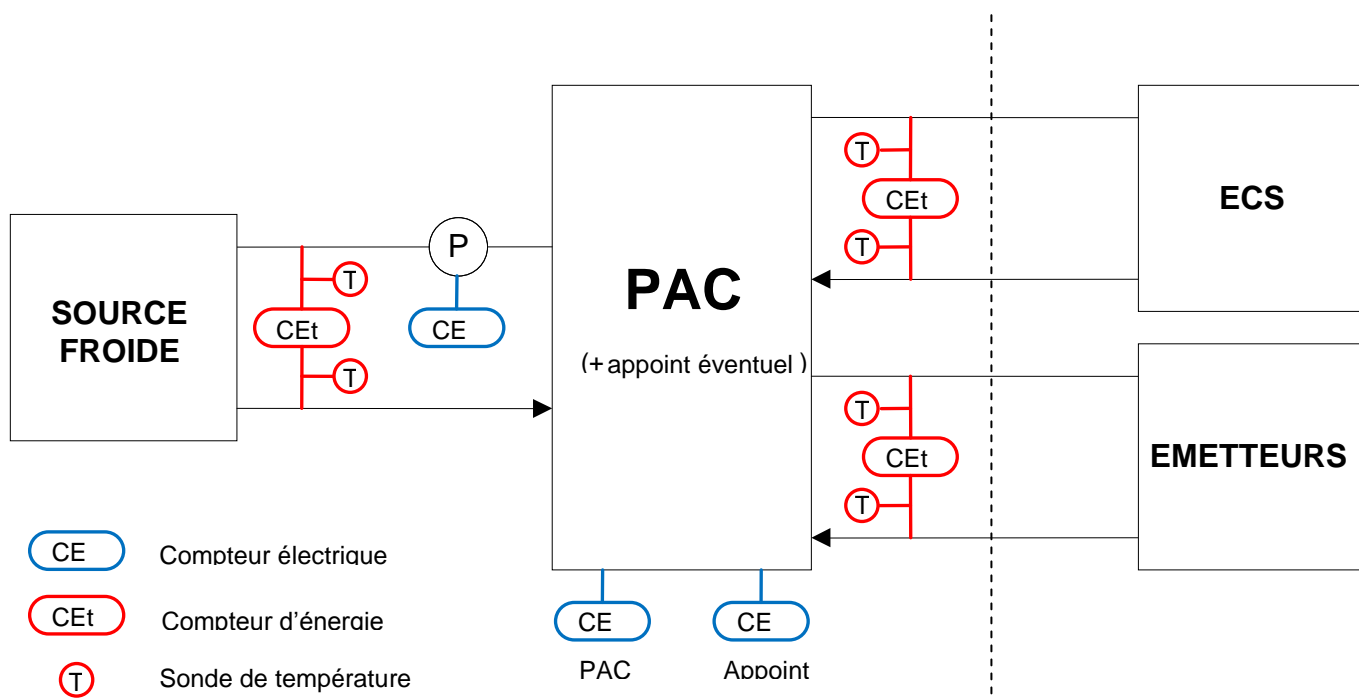 T
CEt
T
ECS
P
T
CEt
T
CE
SOURCE
FROIDE
PAC
(+ appoint éventuel )
T
CEt
T
EMETTEURS
CE
Compteur électrique
CEt
Compteur d'énergie
T
Sonde de température
CE
PAC
CE
Appoint